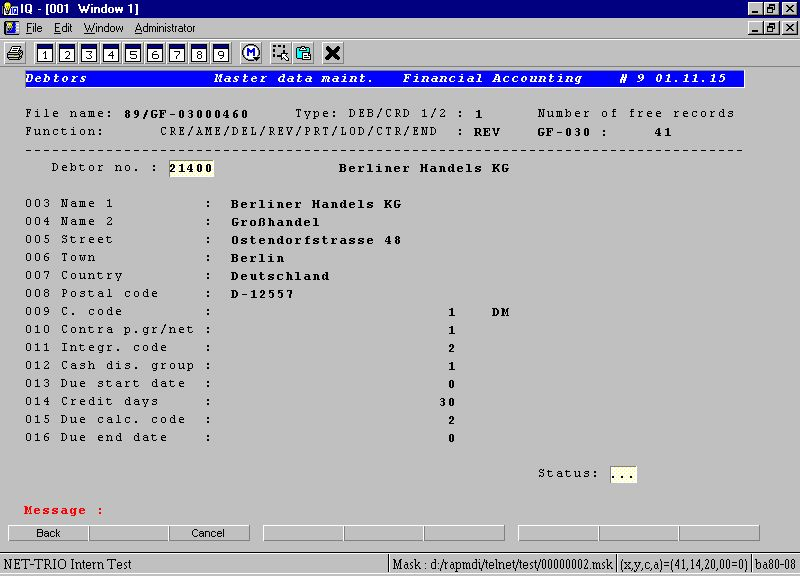 IQ - [001 Window 1]
File Edit Window Administrator
1 2 3 4 5 6 7 8 9 M
Debtors Master data maint. Financial Accounting # 9 01.11.15
File name: 89/GF-03000460 Type: DEB/CRD 1/2 : 1 Number of free records
Function: CRE/AME/DEL/REV/PRT/LOD/CTR/END : REV GF-030 : 41
--------------------------------------------------------------------------------
Debtor no. : 21400 Berliner Handels KG
003 Name 1 : Berliner Handels KG
004 Name 2 : Großhandel
005 Street : Ostendorfstrasse 48
006 Town : Berlin
007 Country : Deutschland
008 Postal code : D-12557
009 C. code : 1 DM
010 Contra p.gr/net : 1
011 Integr. code : 2
012 Cash dis. group : 1
013 Due start date : 0
014 Credit days : 30
015 Due calc. code : 2
016 Due end date : 0
Status: ...
Message :
Back Cancel
NET-TRIO Intern Test Mask : d:/rapmdi/telnet/test/00000002.msk (x,y,c,a)=(41,14,20,00=0) ba80-08